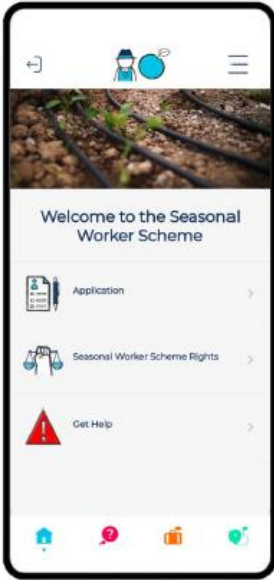 Welcome to the Seasonal
Worker Scheme
Application
Seasonal Worker Scheme Rights
Get Help